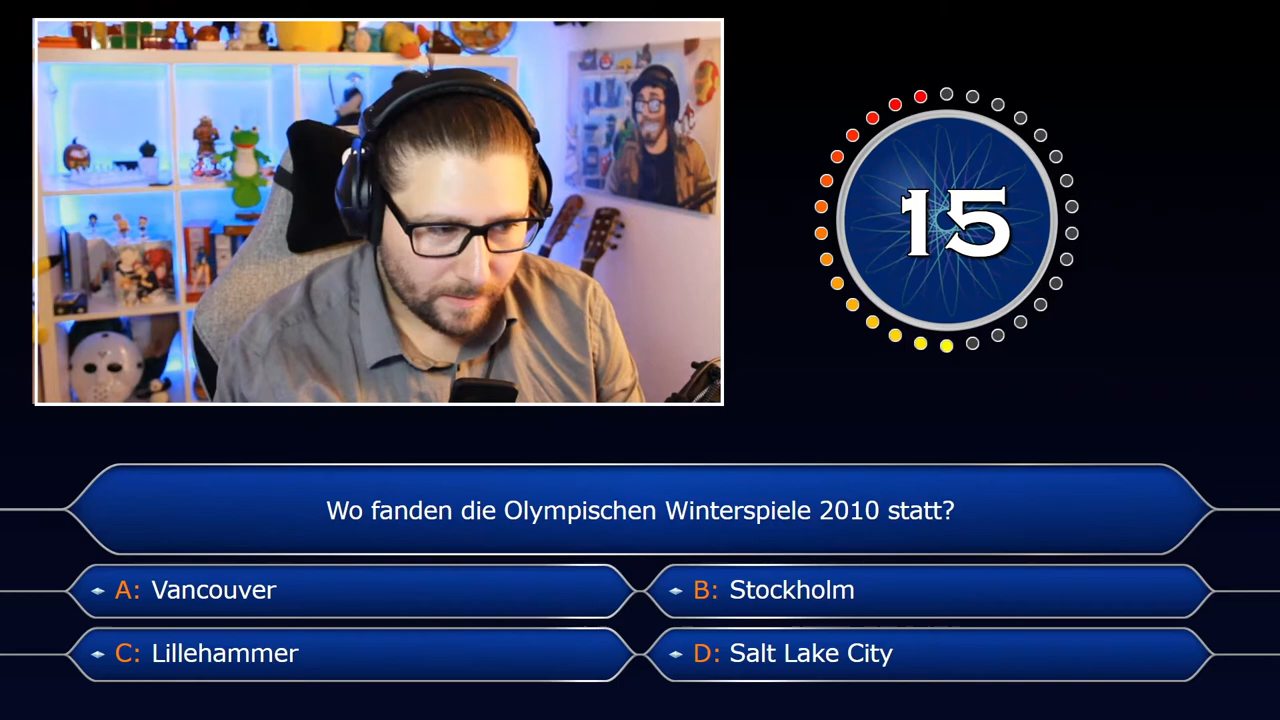 15
Wo fanden die Olympischen Winterspiele 2010 statt?
A: Vancouver
B: Stockholm
C: Lillehammer
D: Salt Lake City